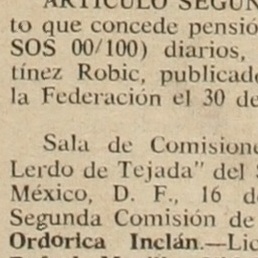 ARTICULO SEGUN
to que concede pensió
SOS 00/100) diarios,
tínez Robic, publicad
la Federación el 30 de
Sala de Comisione
Lerdo de Tejada" del S
México, D. F., 16 d
Segunda Comisión de
Ordorica Inclán.—Lic